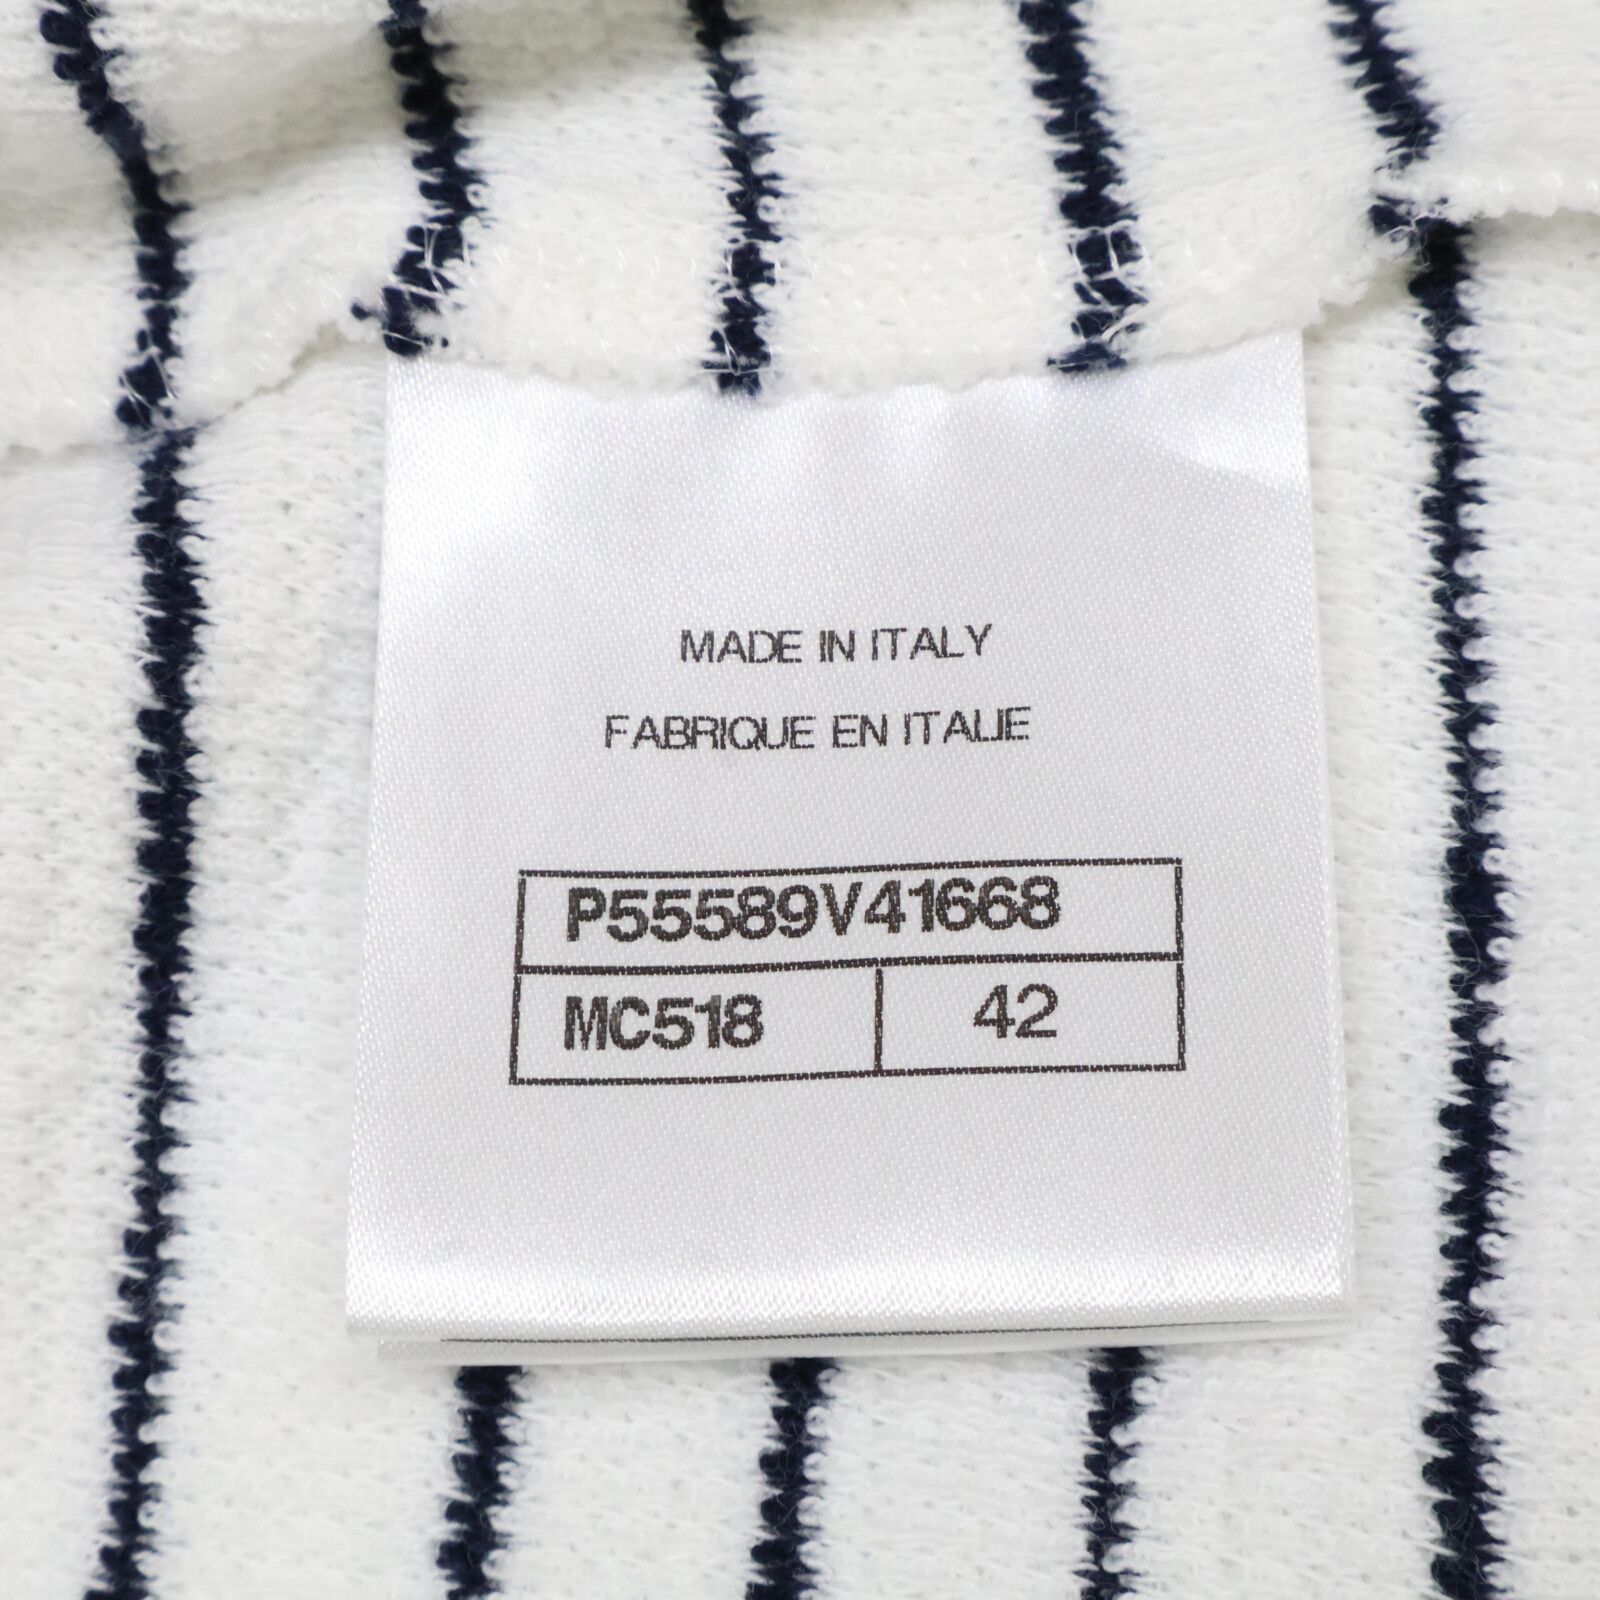 MADE IN ITALY
FABRIQUE EN ITALIE
P55589V41668
MC518 42